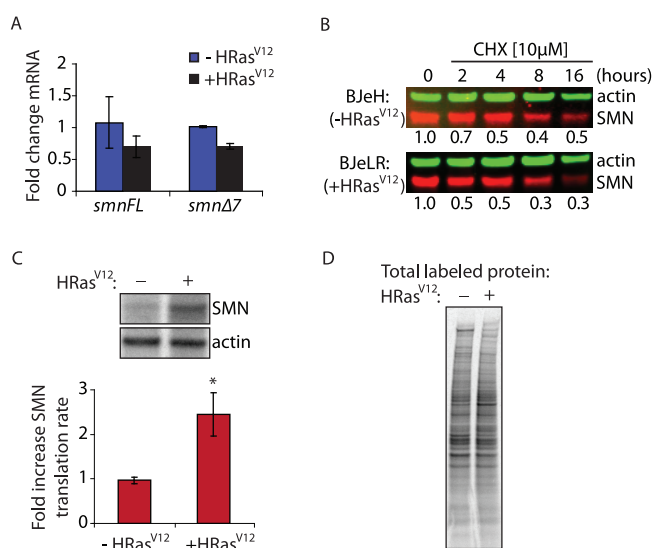 A
- HRasV12
+HRasV12
Fold change mRNA
2
1.5
1
0.5
0
smnFL
smnΔ7
B
CHX [10μM]
0 2 4 8 16 (hours)
BJeH:
(-HRasV12)
actin
SMN
1.0 0.7 0.5 0.4 0.5
BJeLR:
(+HRasV12)
actin
SMN
1.0 0.5 0.5 0.3 0.3
C
HRasV12: − +
SMN
actin
Fold increase SMN
translation rate
3
2
1
0
*
- HRasV12
+HRasV12
D
Total labeled protein:
HRasV12: − +